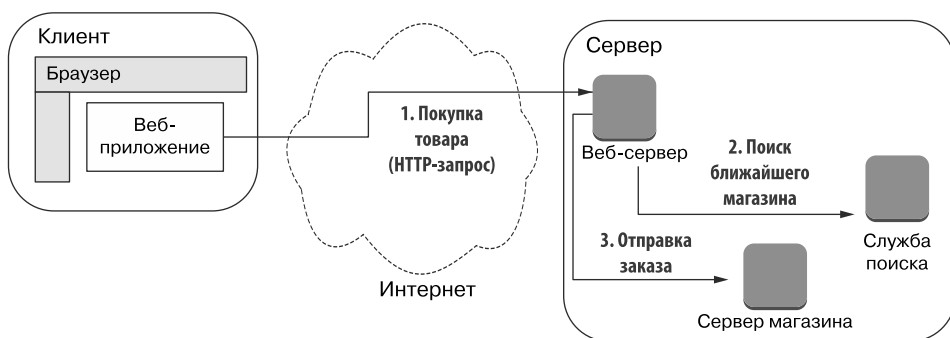 Клиент
Браузер
Веб-
приложение
1. Покупка
товара
(HTTP-запрос)
Интернет
Сервер
Веб-сервер
2. Поиск
ближайшего
магазина
Служба
поиска
3. Отправка
заказа
Сервер магазина